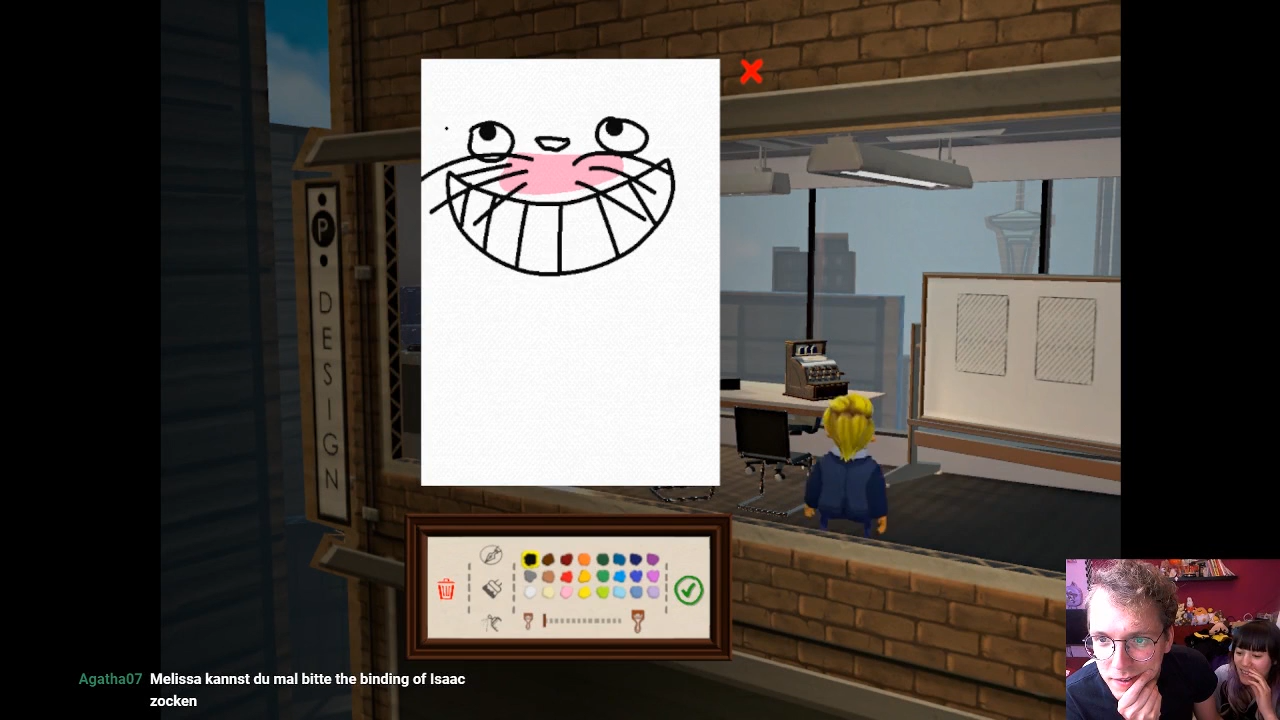 P
DESIGN
Agatha07 Melissa kannst du mal bitte the binding of Isaac
zocken